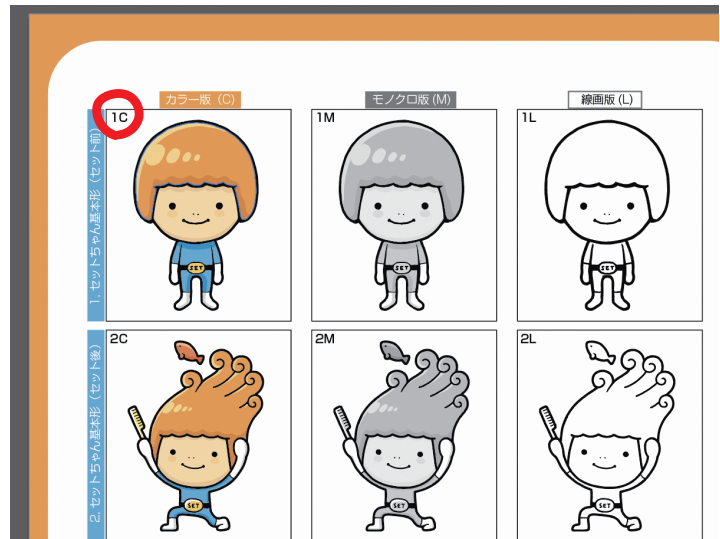 カラー版(C)
モノクロ版(M)
線画版(L)
1. セットちゃん基本形(セット前)
1C
1M
1L
SET
SET
SET
2. セットちゃん基本形(セット後)
2C
2M
2L
SET
SET
SET